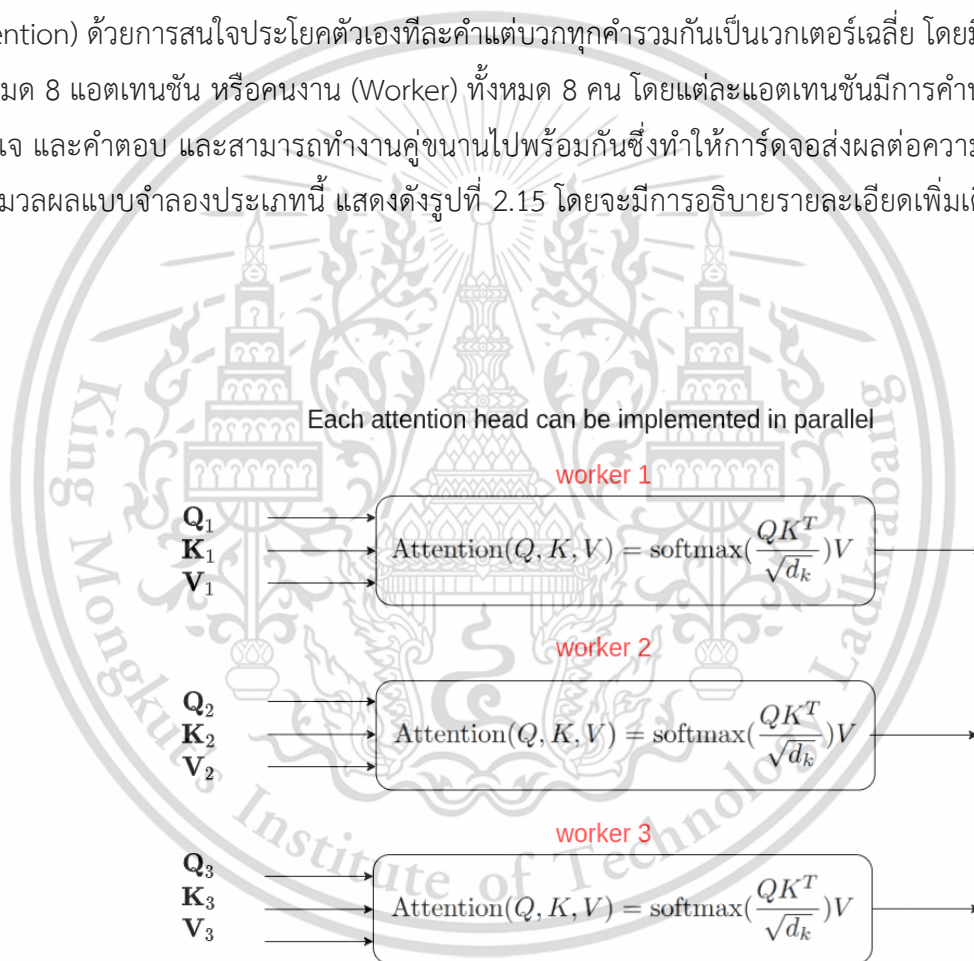 ention) ด้วยการสนใจประโยคตัวเองทีละคำแต่บวกทุกคำรวมกันเป็นเวกเตอร์เฉลี่ย โดยมี
มด 8 แอตเทนชัน หรือคนงาน (Worker) ทั้งหมด 8 คน โดยแต่ละแอตเทนชันมีการคำ
เจ และคำตอบ และสามารถทำงานคู่ขนานไปพร้อมกันซึ่งทำให้การ์ดจอส่งผลต่อความ
มวลผลแบบจำลองประเภทนี้ แสดงดังรูปที่ 2.15 โดยจะมีการอธิบายรายละเอียดเพิ่มเ
Each attention head can be implemented in parallel
worker 1
Q₁
K₁
V₁
Attention(Q, K, V) = softmax(QKᵀ/√dₖ)V
worker 2
Q₂
K₂
V₂
Attention(Q, K, V) = softmax(QKᵀ/√dₖ)V
worker 3
Q₃
K₃
V₃
Attention(Q, K, V) = softmax(QKᵀ/√dₖ)V
King Mongkut's Institute of Technology Ladkrabang